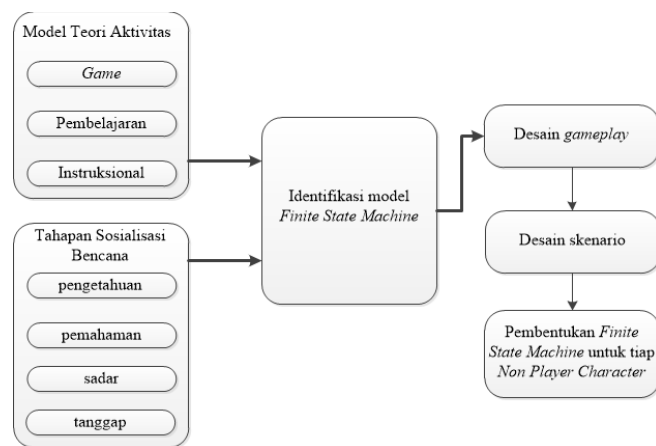 Model Teori Aktivitas
Game
Pembelajaran
Instruksional
Tahapan Sosialisasi
Bencana
pengetahuan
pemahaman
sadar
tanggap
Identifikasi model
Finite State Machine
Desain gameplay
Desain skenario
Pembentukan Finite
State Machine untuk tiap
Non Player Character